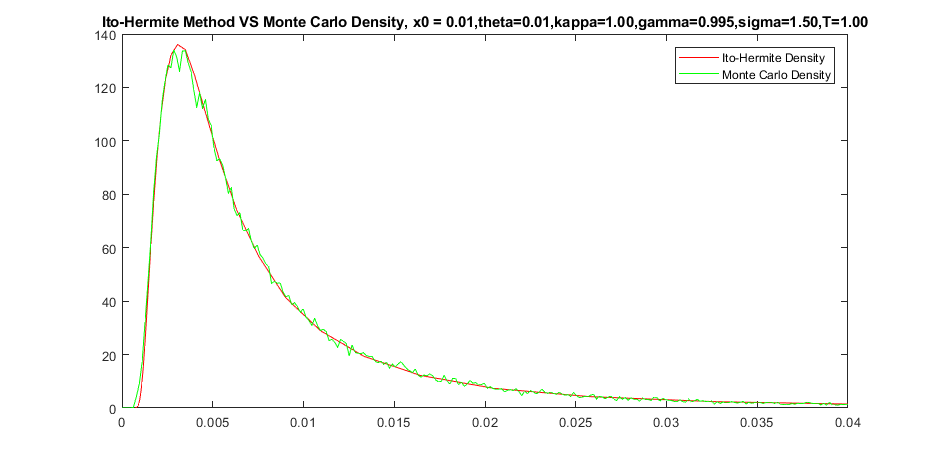 Ito-Hermite Method VS Monte Carlo Density, x0 = 0.01,theta=0.01,kappa=1.00,gamma=0.995,sigma=1.50,T=1.00
140
Ito-Hermite Density
Monte Carlo Density
120
100
80
60
40
20
0
0 0.005 0.01 0.015 0.02 0.025 0.03 0.035 0.04